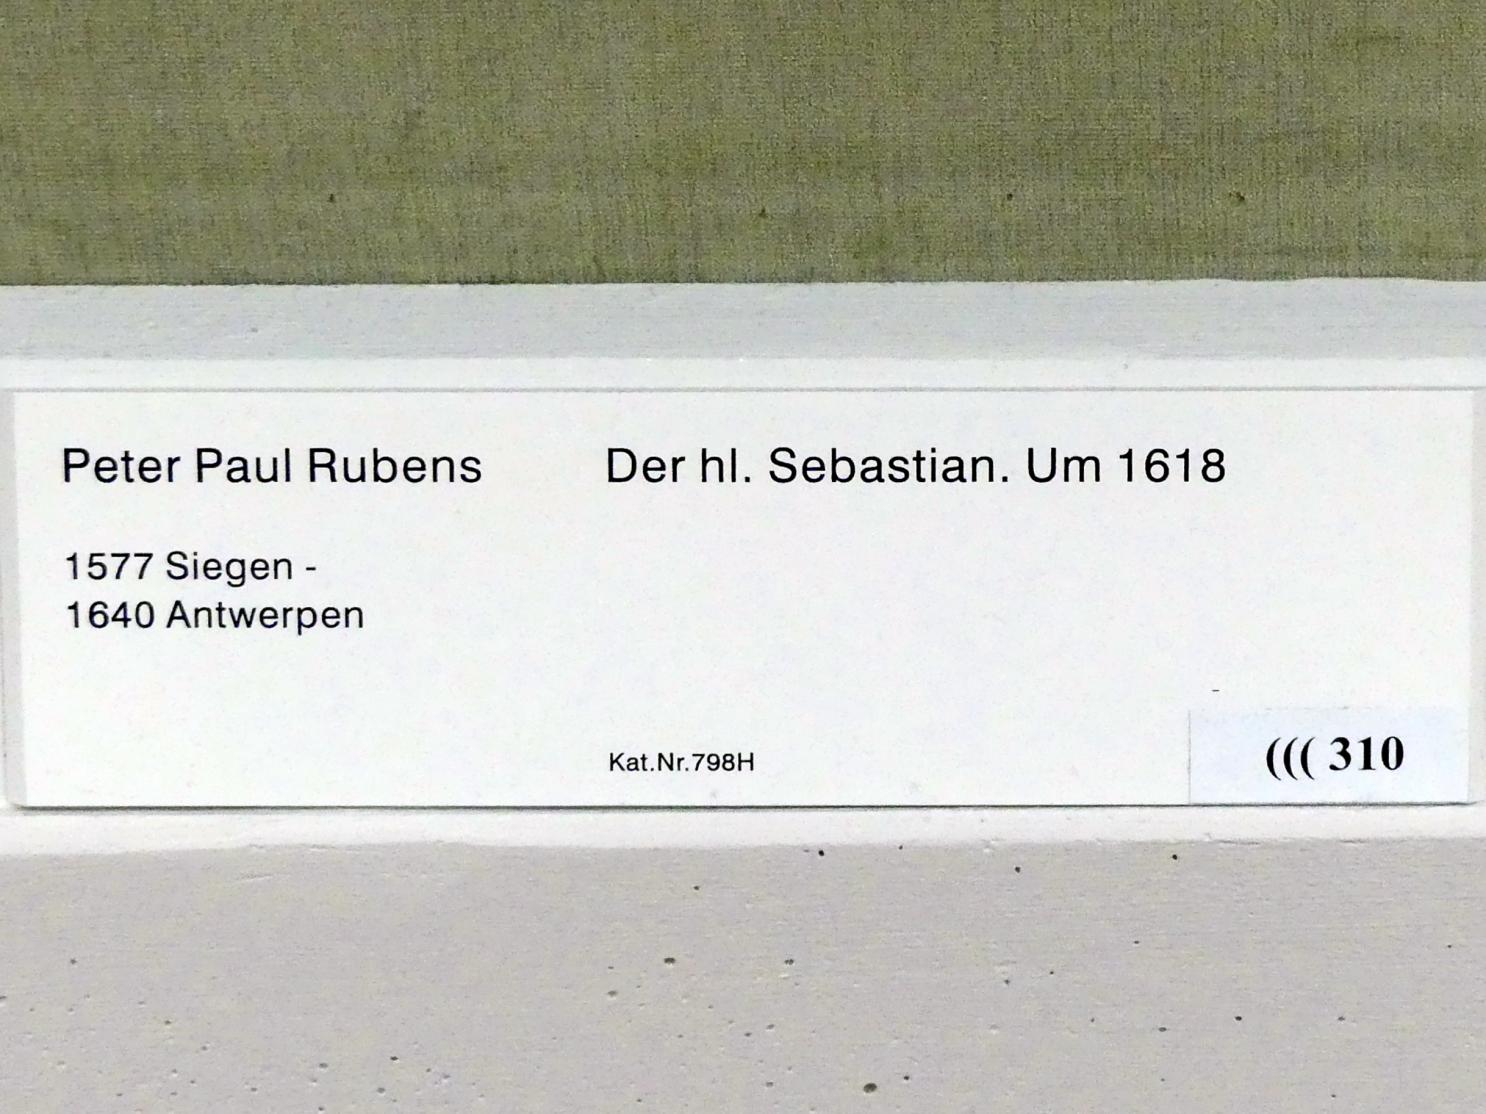 Peter Paul Rubens
Der hl. Sebastian. Um 1618
1577 Siegen -
1640 Antwerpen
Kat.Nr.798H
((( 310